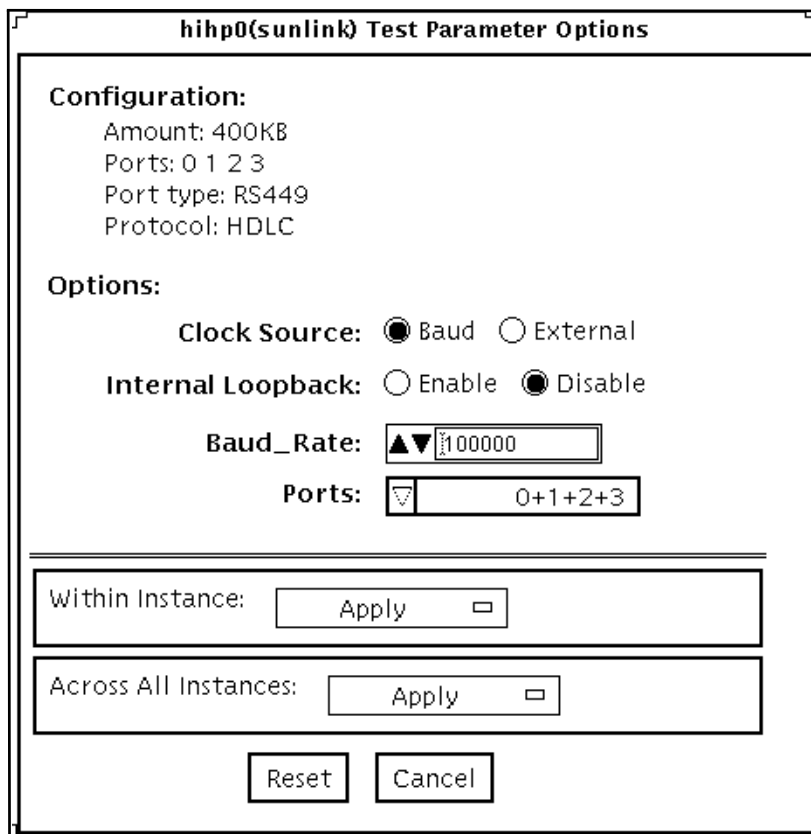 hihp0(sunlink) Test Parameter Options
Configuration:
Amount: 400KB
Ports: 0 1 2 3
Port type: RS449
Protocol: HDLC
Options:
Clock Source: Baud External
Internal Loopback: Enable Disable
Baud_Rate: 100000
Ports: 0+1+2+3
Within Instance: Apply
Across All Instances: Apply
Reset Cancel